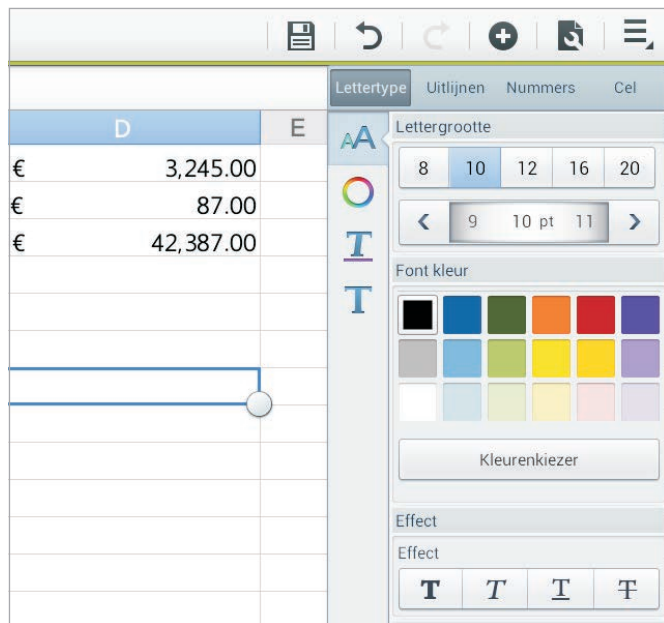 Lettertype Uitlijnen Nummers Cel
D E
€ 3,245.00
€ 87.00
€ 42,387.00
AA
T
T
Lettergrootte
8 10 12 16 20
9 10 pt 11
Font kleur
Kleurenkiezer
Effect
Effect
T T T T